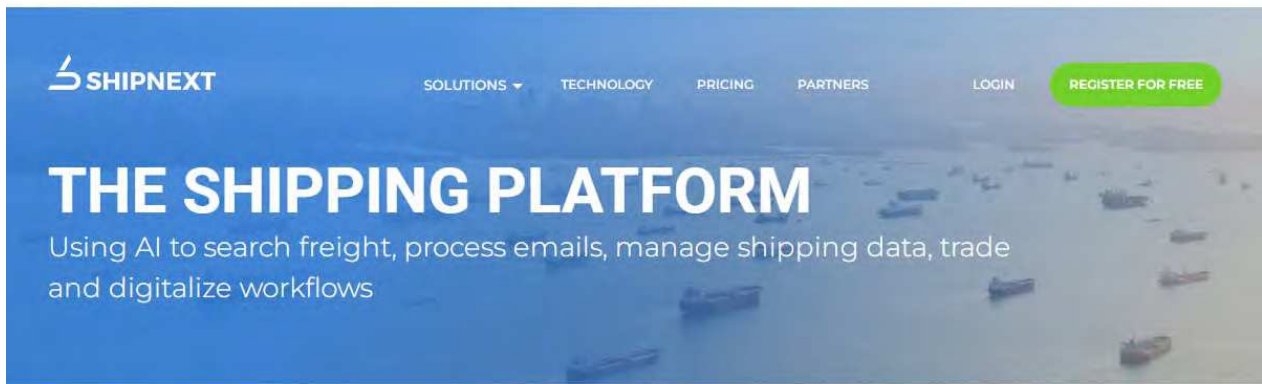 SHIPNEXT
SOLUTIONS TECHNOLOGY PRICING PARTNERS LOGIN REGISTER FOR FREE
THE SHIPPING PLATFORM
Using AI to search freight, process emails, manage shipping data, trade
and digitalize workflows